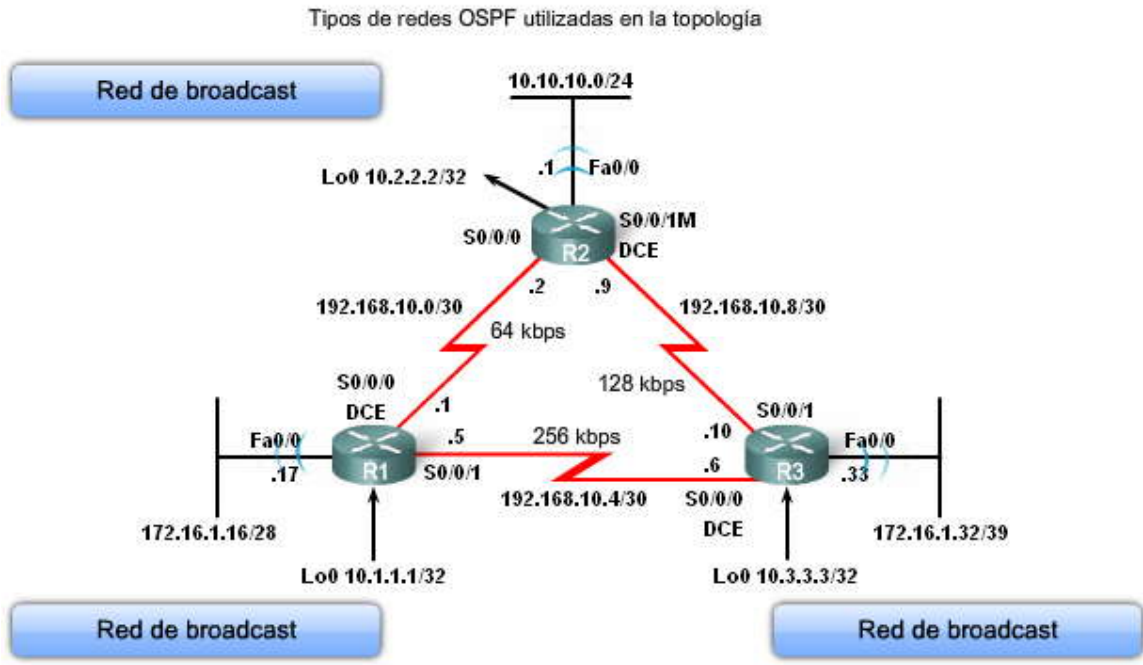 Tipos de redes OSPF utilizadas en la topología
Red de broadcast
10.10.10.0/24
.1
Fa0/0
Lo0 10.2.2.2/32
S0/0/1M
S0/0/0
R2
DCE
.2
.9
192.168.10.0/30
192.168.10.8/30
64 kbps
128 kbps
S0/0/0
DCE
.1
S0/0/1
Fa0/0
.5
256 kbps
.10
Fa0/0
.17
R1
S0/0/1
.6
R3
.33
192.168.10.4/30
S0/0/0
DCE
172.16.1.16/28
172.16.1.32/39
Lo0 10.1.1.1/32
Lo0 10.3.3.3/32
Red de broadcast
Red de broadcast